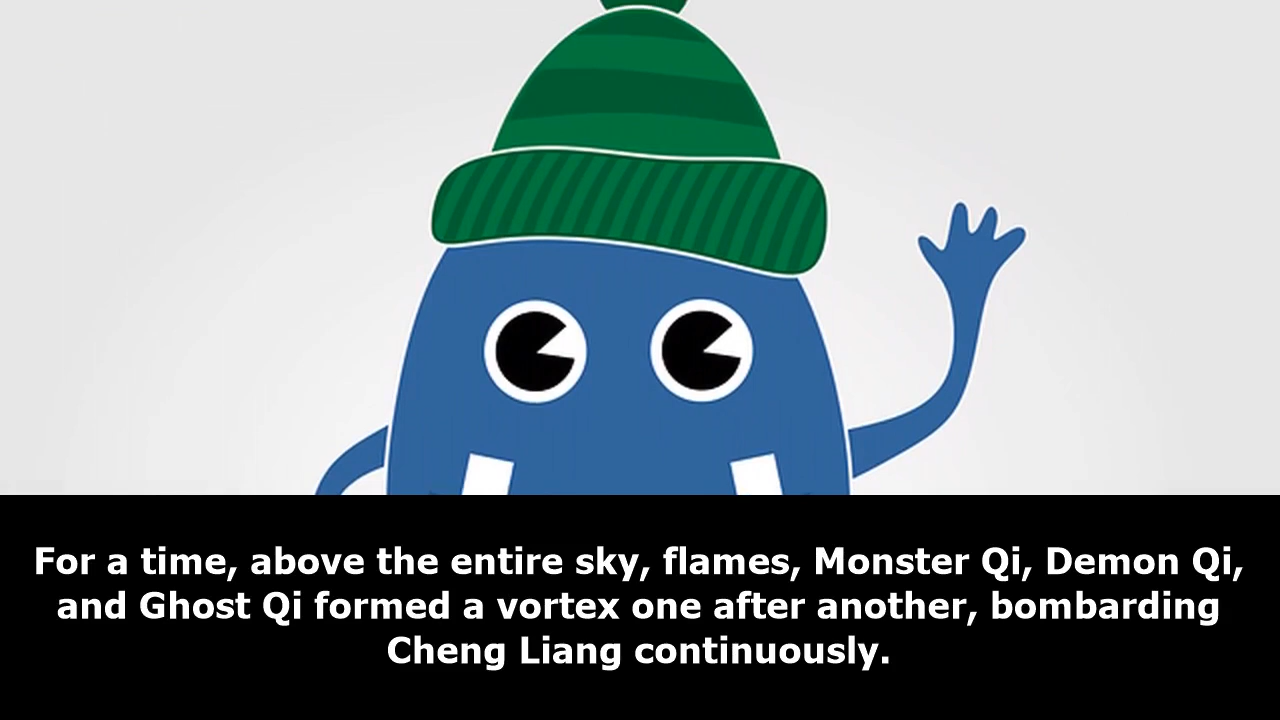 For a time, above the entire sky, flames, Monster Qi, Demon Qi,
and Ghost Qi formed a vortex one after another, bombarding
Cheng Liang continuously.